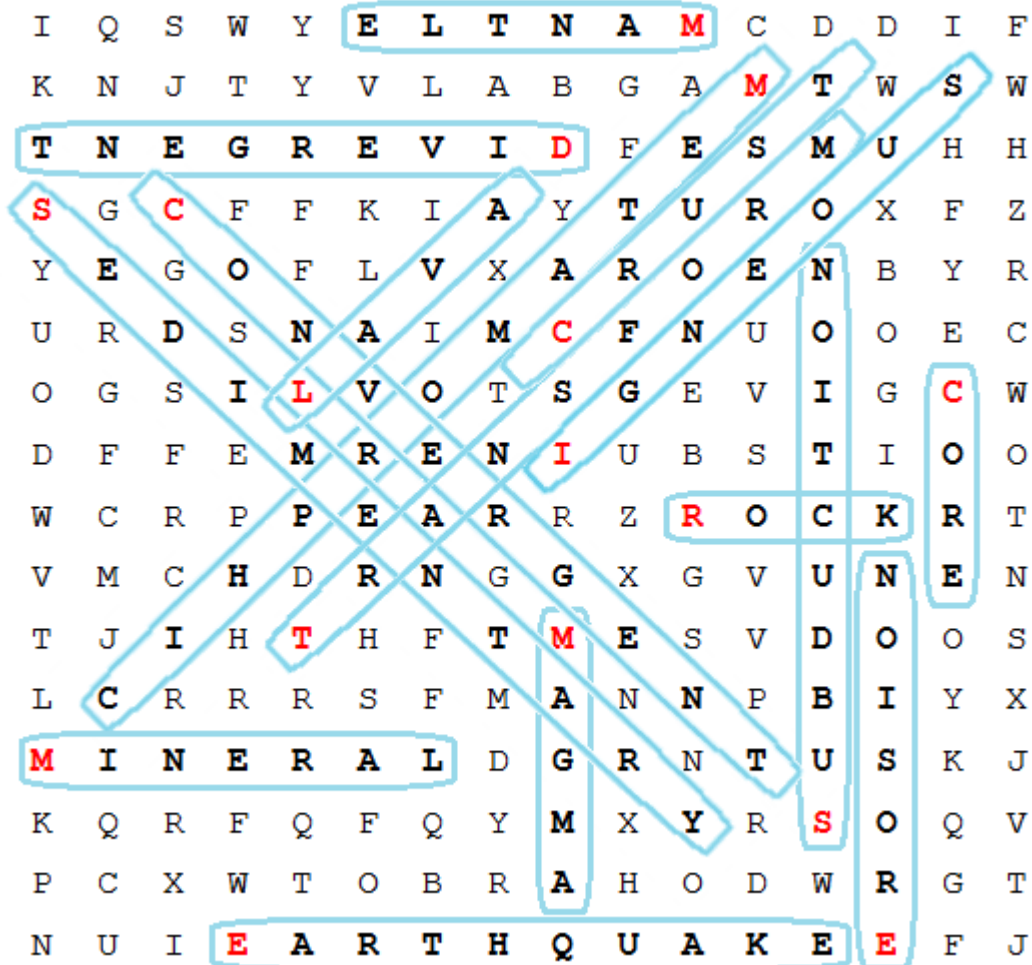 I Q S W Y E L T N A M C D D I F
K N J T Y V L A B G A M T W S W
T N E G R E V I D F E S M U H H
S G C F F K I A Y T U R O X F Z
Y E G O F L V X A R O E N B Y R
U R D S N A I M C F N U O O E C
O G S I L V O T S G E V I G C W
D F F E M R E N I U B S T I O O
W C R P P E A R R Z R O C K R T
V M C H D R N G G X G V U N E N
T J I H T H F T M E S V D O O S
L C R R R S F M A N N P B I Y X
M I N E R A L D G R N T U S K J
K Q R F Q F Q Y M X Y R S O Q V
P C X W T O B R A H O D W R G T
N U I E A R T H Q U A K E E F J